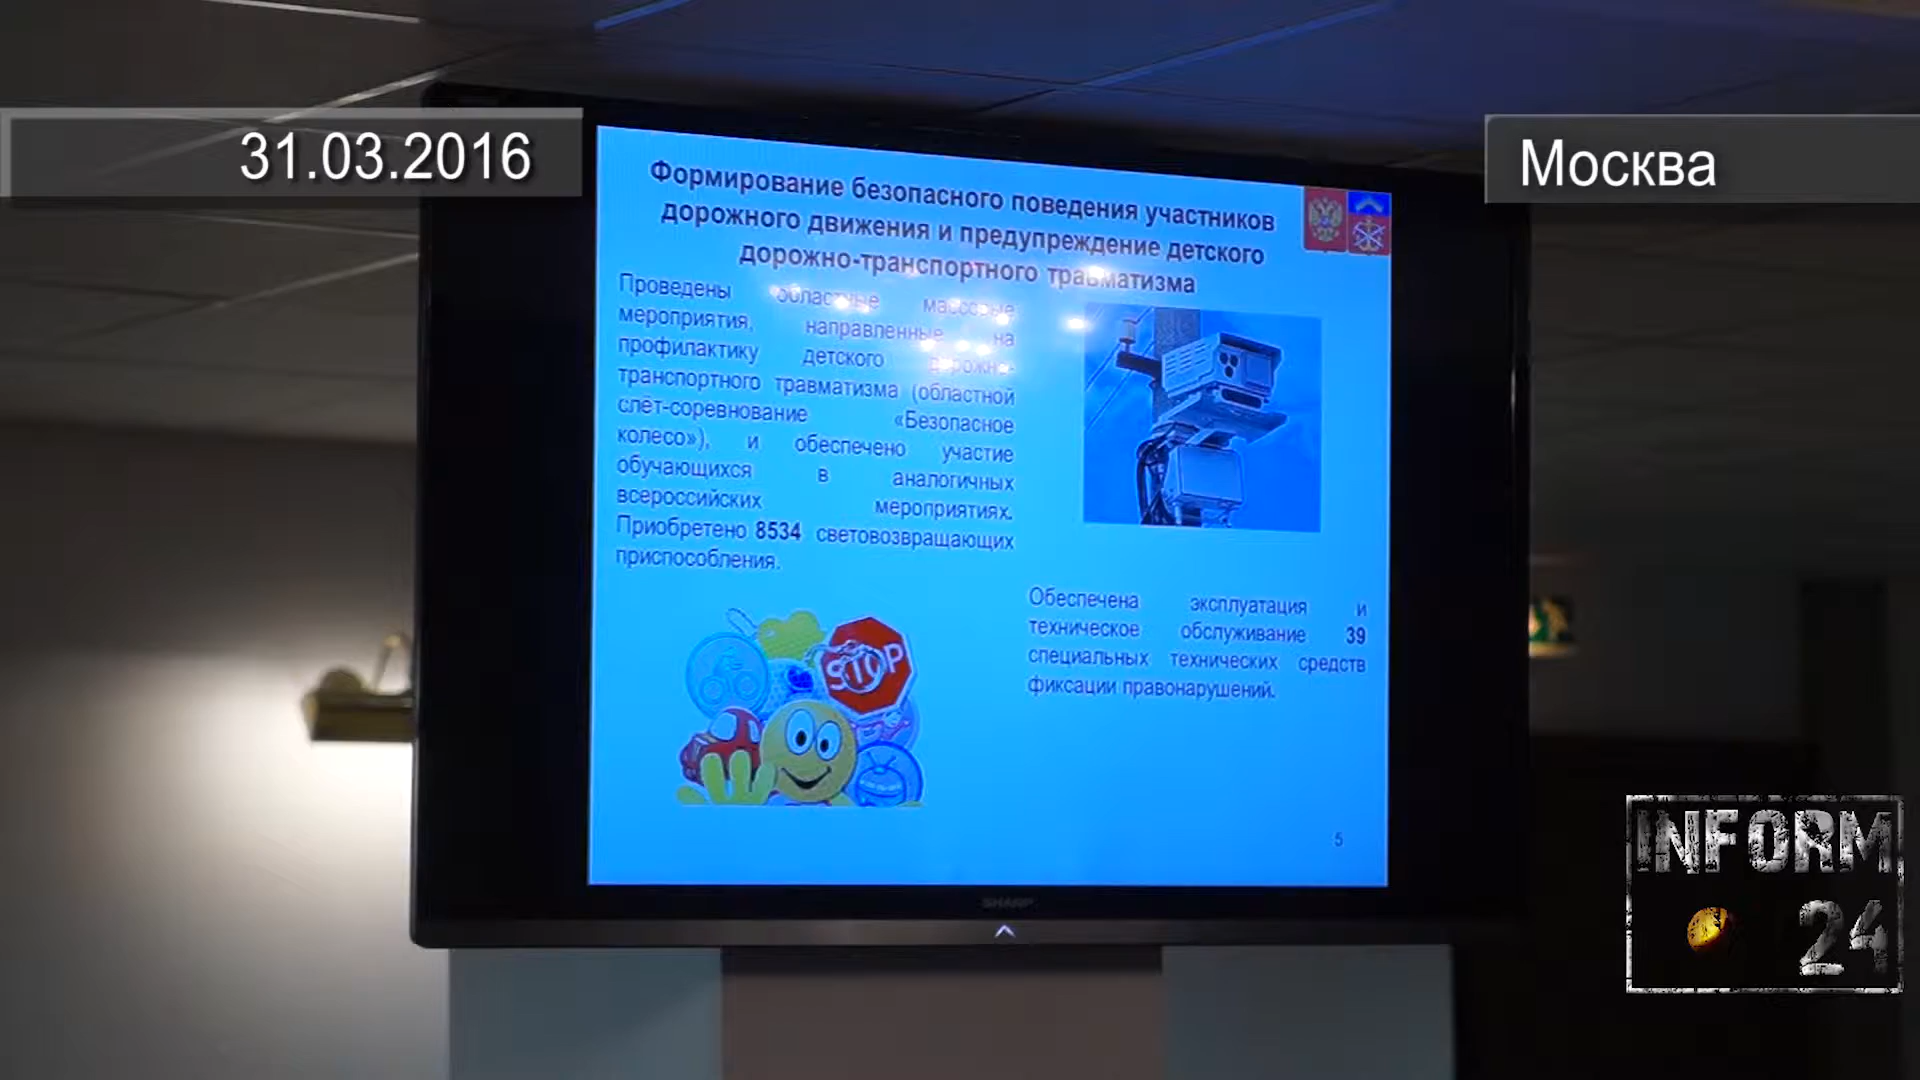 31.03.2016
Москва
Формирование безопасного поведения участников
дорожного движения и предупреждение детского
дорожно-транспортного травматизма
Проведены областные массовые
мероприятия, направленные на
профилактику детского дорожно-
транспортного травматизма (областной
слёт-соревнование «Безопасное
колесо»), и обеспечено участие
обучающихся в аналогичных
всероссийских мероприятиях.
Приобретено 8534 световозвращающих
приспособления.
STOP
Обеспечена эксплуатация и
техническое обслуживание 39
специальных технических средств
фиксации правонарушений.
5
SHARP
INFORM
24